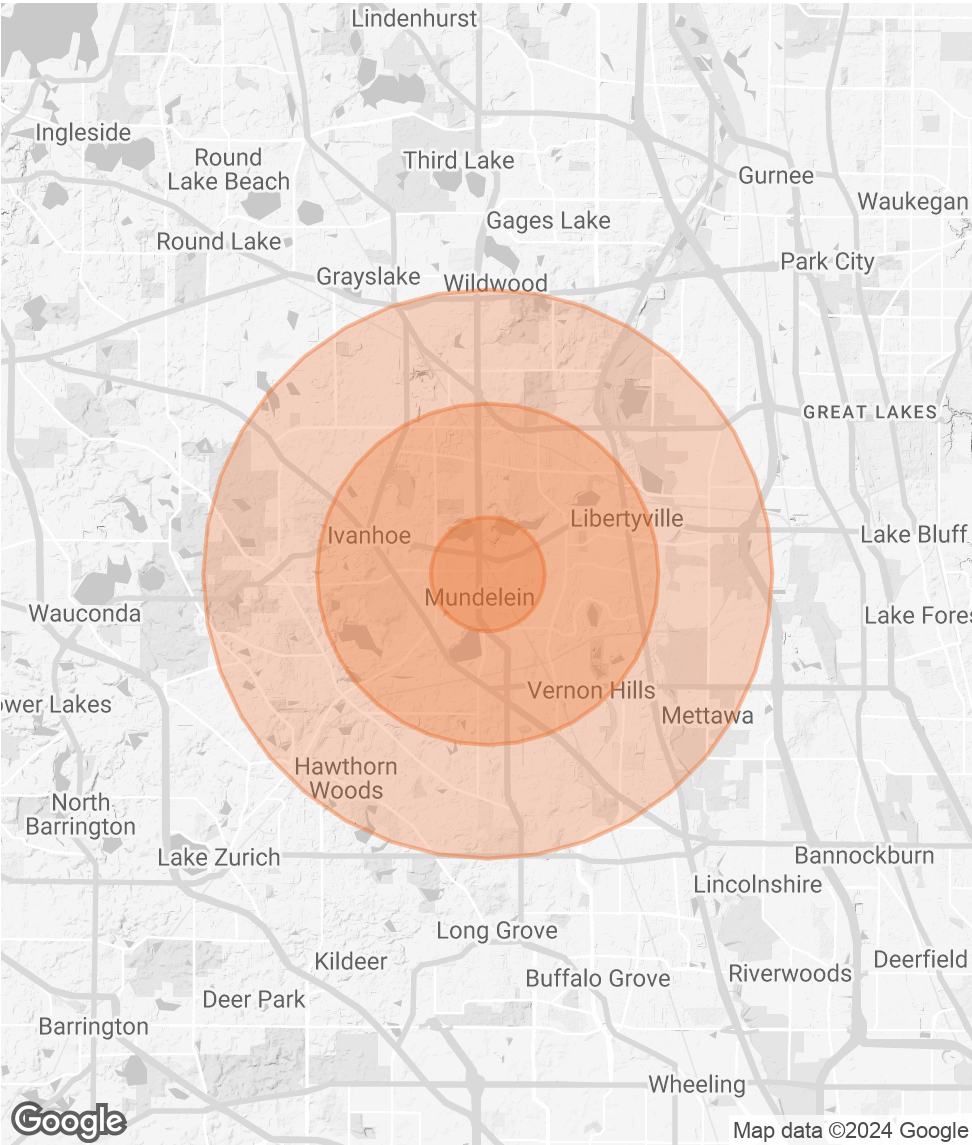 Lindenhurst
Ingleside
Round
Lake Beach
Third Lake
Gurnee
Waukegan
Gages Lake
Round Lake
Park City
Grayslake
Wildwood
GREAT LAKES
Libertyville
Ivanhoe
Lake Bluff
Mundelein
Wauconda
Lake Fores
Vernon Hills
ower Lakes
Mettawa
Hawthorn
Woods
North
Barrington
Lake Zurich
Bannockburn
Lincolnshire
Long Grove
Kildeer
Deerfield
Buffalo Grove
Riverwoods
Deer Park
Barrington
Wheeling
Google
Map data ©2024 Google